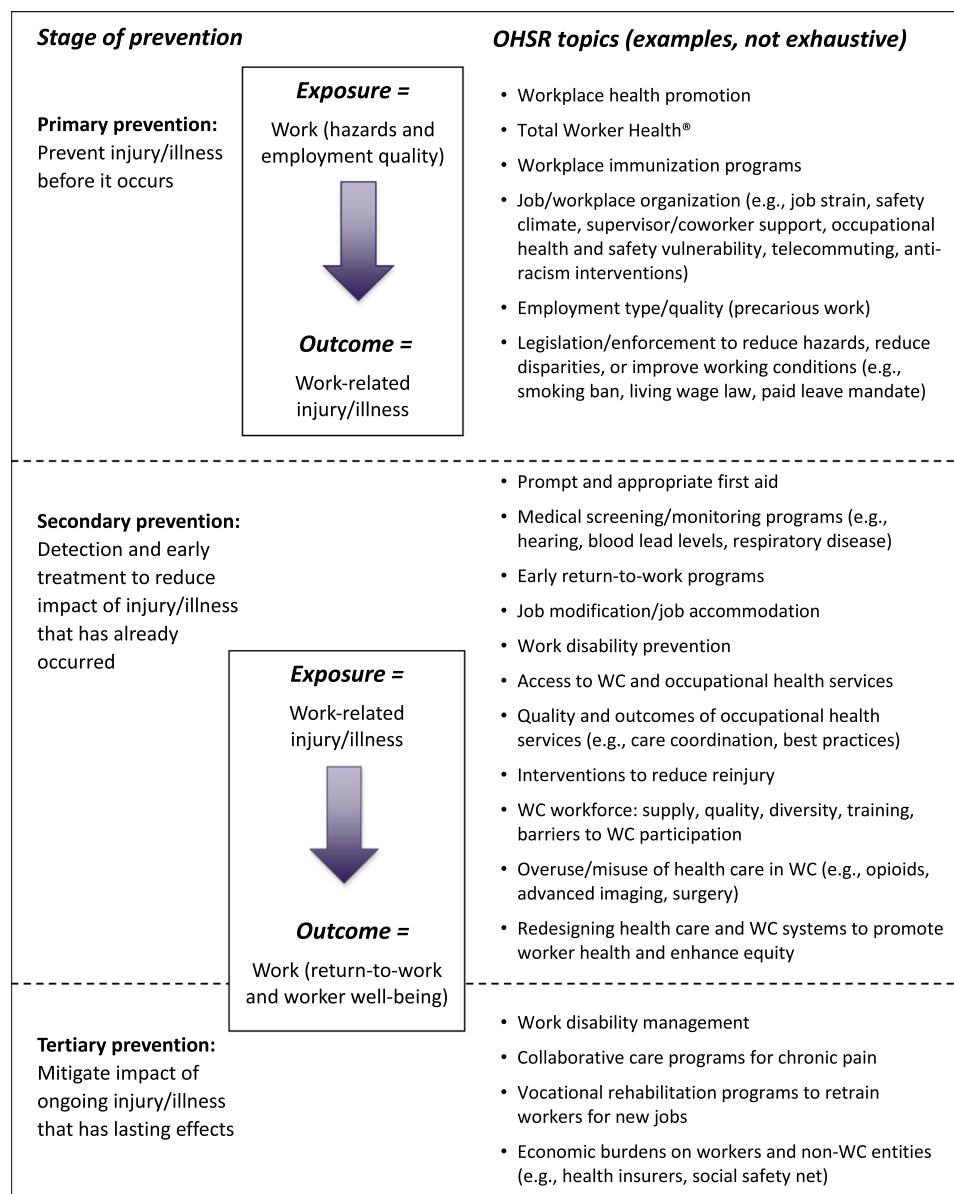 Stage of prevention
OHSR topics (examples, not exhaustive)
Primary prevention:
Prevent injury/illness
before it occurs
Exposure =
Work (hazards and
employment quality)
Outcome =
Work-related
injury/illness
• Workplace health promotion
• Total Worker Health®
• Workplace immunization programs
• Job/workplace organization (e.g., job strain, safety
climate, supervisor/coworker support, occupational
health and safety vulnerability, telecommuting, anti-
racism interventions)
• Employment type/quality (precarious work)
• Legislation/enforcement to reduce hazards, reduce
disparities, or improve working conditions (e.g.,
smoking ban, living wage law, paid leave mandate)
Secondary prevention:
Detection and early
treatment to reduce
impact of injury/illness
that has already
occurred
Exposure =
Work-related
injury/illness
Outcome =
Work (return-to-work
and worker well-being)
• Prompt and appropriate first aid
• Medical screening/monitoring programs (e.g.,
hearing, blood lead levels, respiratory disease)
• Early return-to-work programs
• Job modification/job accommodation
• Work disability prevention
• Access to WC and occupational health services
• Quality and outcomes of occupational health
services (e.g., care coordination, best practices)
• Interventions to reduce reinjury
• WC workforce: supply, quality, diversity, training,
barriers to WC participation
• Overuse/misuse of health care in WC (e.g., opioids,
advanced imaging, surgery)
• Redesigning health care and WC systems to promote
worker health and enhance equity
Tertiary prevention:
Mitigate impact of
ongoing injury/illness
that has lasting effects
• Work disability management
• Collaborative care programs for chronic pain
• Vocational rehabilitation programs to retrain
workers for new jobs
• Economic burdens on workers and non-WC entities
(e.g., health insurers, social safety net)